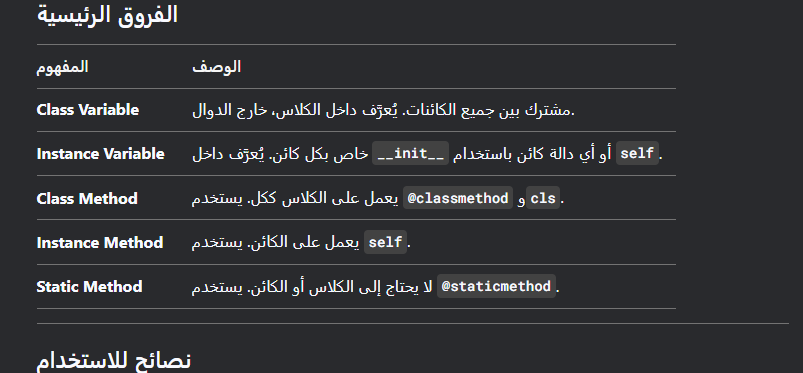 الفروق الرئيسية
المفهوم الوصف
Class Variable مشترك بين جميع الكائنات. يُعرَّف داخل الكلاس، خارج الدوال.
Instance Variable خاص بكل كائن. يُعرَّف داخل __init__ أو أي دالة كائن باستخدام self.
Class Method يعمل على الكلاس ككل. يستخدم @classmethod و cls.
Instance Method يعمل على الكائن. يستخدم self.
Static Method لا يحتاج إلى الكلاس أو الكائن. يستخدم @staticmethod.
نصائح للاستخدام